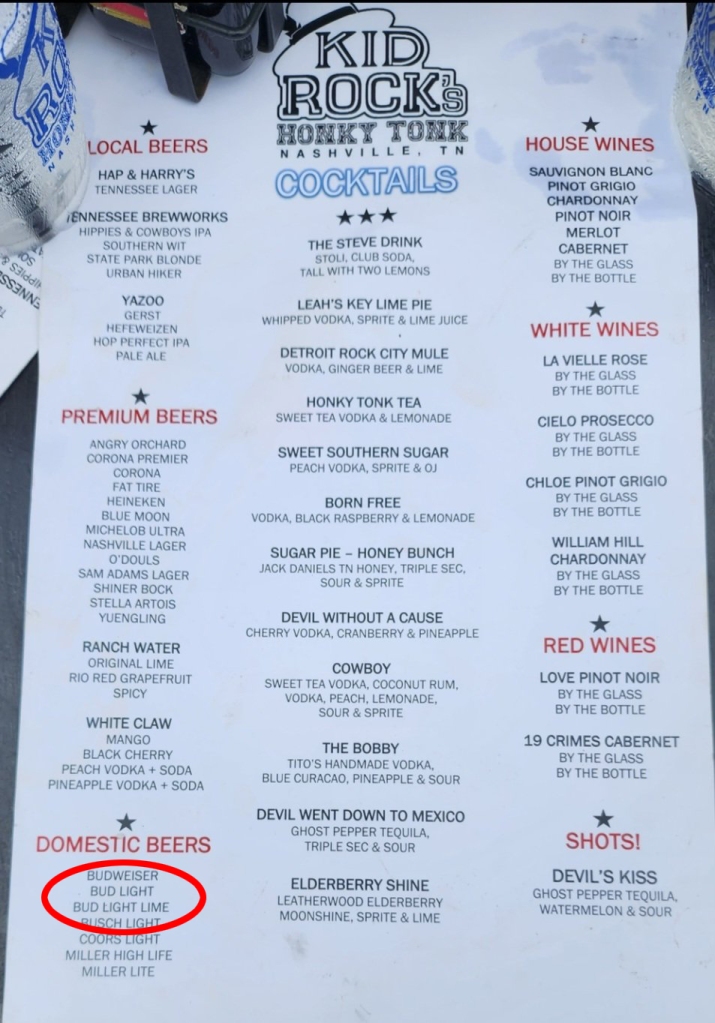 KID
ROCK's
HONKY TONK
NASHVILLE, TN
COCKTAILS
LOCAL BEERS
HAP & HARRY'S
TENNESSEE LAGER
TENNESSEE BREWWORKS
HIPPIES & COWBOYS IPA
SOUTHERN WIT
STATE PARK BLONDE
URBAN HIKER
YAZOO
GERST
HEFEWEIZEN
HOP PERFECT IPA
PALE ALE
PREMIUM BEERS
ANGRY ORCHARD
CORONA PREMIER
CORONA
FAT TIRE
HEINEKEN
BLUE MOON
MICHELOB ULTRA
NASHVILLE LAGER
O'DOULS
SAM ADAMS LAGER
SHINER BOCK
STELLA ARTOIS
YUENGLING
RANCH WATER
ORIGINAL LIME
RIO RED GRAPEFRUIT
SPICY
WHITE CLAW
MANGO
BLACK CHERRY
PEACH VODKA + SODA
PINEAPPLE VODKA + SODA
DOMESTIC BEERS
BUDWEISER
BUD LIGHT
BUD LIGHT LIME
BUSCH LIGHT
COORS LIGHT
MILLER HIGH LIFE
MILLER LITE
THE STEVE DRINK
STOLI, CLUB SODA,
TALL WITH TWO LEMONS
LEAH'S KEY LIME PIE
WHIPPED VODKA, SPRITE & LIME JUICE
DETROIT ROCK CITY MULE
VODKA, GINGER BEER & LIME
HONKY TONK TEA
SWEET TEA VODKA & LEMONADE
SWEET SOUTHERN SUGAR
PEACH VODKA, SPRITE & OJ
BORN FREE
VODKA, BLACK RASPBERRY & LEMONADE
SUGAR PIE – HONEY BUNCH
JACK DANIELS TN HONEY, TRIPLE SEC,
SOUR & SPRITE
DEVIL WITHOUT A CAUSE
CHERRY VODKA, CRANBERRY & PINEAPPLE
COWBOY
SWEET TEA VODKA, COCONUT RUM,
VODKA, PEACH, LEMONADE,
SOUR & SPRITE
THE BOBBY
TITO'S HANDMADE VODKA,
BLUE CURACAO, PINEAPPLE & SOUR
DEVIL WENT DOWN TO MEXICO
GHOST PEPPER TEQUILA,
TRIPLE SEC & SOUR
ELDERBERRY SHINE
LEATHERWOOD ELDERBERRY
MOONSHINE, SPRITE & LIME
HOUSE WINES
SAUVIGNON BLANC
PINOT GRIGIO
CHARDONNAY
PINOT NOIR
MERLOT
CABERNET
BY THE GLASS
BY THE BOTTLE
WHITE WINES
LA VIELLE ROSE
BY THE GLASS
BY THE BOTTLE
CIELO PROSECCO
BY THE GLASS
BY THE BOTTLE
CHLOE PINOT GRIGIO
BY THE GLASS
BY THE BOTTLE
WILLIAM HILL
CHARDONNAY
BY THE GLASS
BY THE BOTTLE
RED WINES
LOVE PINOT NOIR
BY THE GLASS
BY THE BOTTLE
19 CRIMES CABERNET
BY THE GLASS
BY THE BOTTLE
SHOTS!
DEVIL'S KISS
GHOST PEPPER TEQUILA,
WATERMELON & SOUR